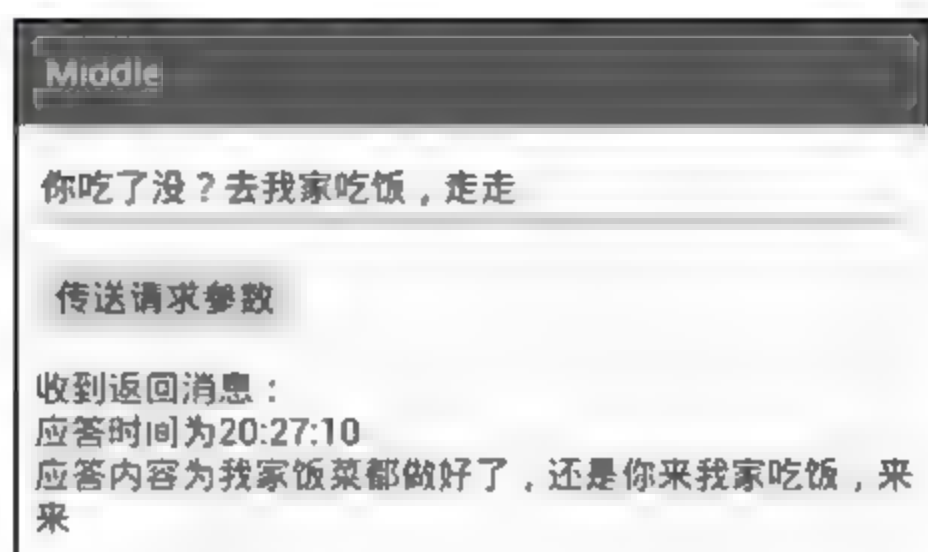 Middle
你吃了没？去我家吃饭，走走
传送请求参数
收到返回消息：
应答时间为20:27:10
应答内容为我家饭菜都做好了，还是你来我家吃饭，来
来